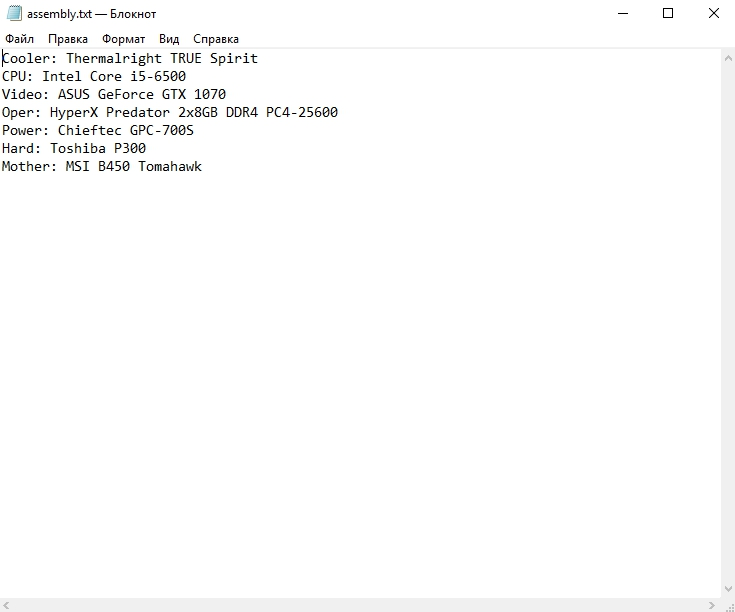 assembly.txt — Блокнот
Файл Правка Формат Вид Справка
Cooler: Thermalright TRUE Spirit
CPU: Intel Core i5-6500
Video: ASUS GeForce GTX 1070
Oper: HyperX Predator 2x8GB DDR4 PC4-25600
Power: Chieftec GPC-700S
Hard: Toshiba P300
Mother: MSI B450 Tomahawk